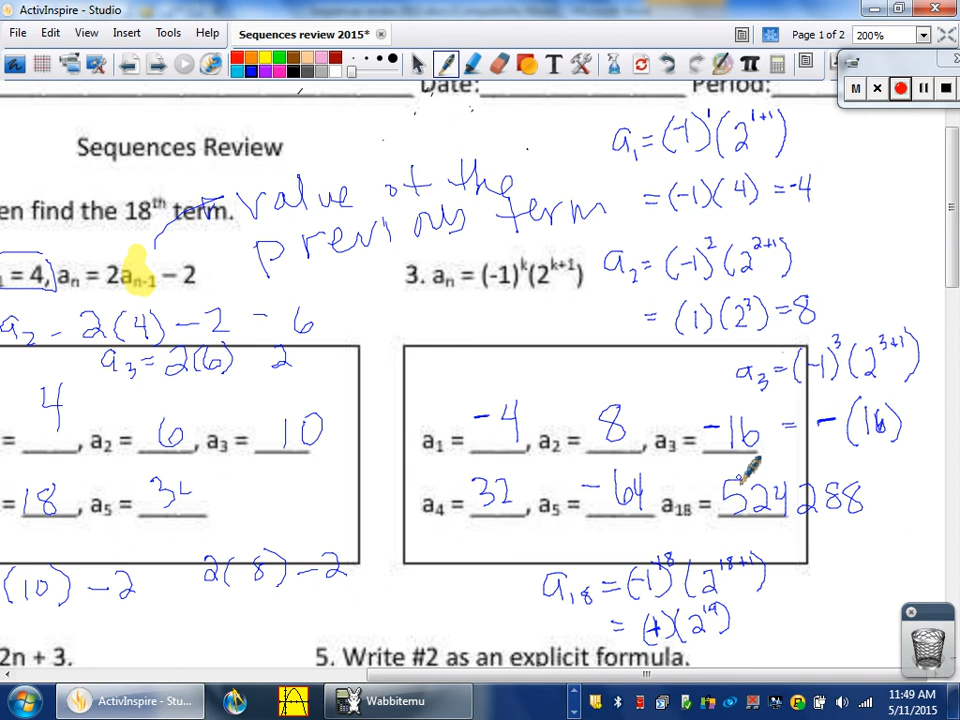 ActivInspire - Studio
File Edit View Insert Tools Help
Sequences review 2015*
Page 1 of 2 200%
Date: Period:
Sequences Review
a₁ = (-1)¹(2¹⁺¹)
= (-1)(4) = -4
value of the previous term
en find the 18th term.
₁ = 4, aₙ = 2aₙ₋₁ – 2
3. aₙ = (-1)ᵏ(2ᵏ⁺¹)
a₂ = (-1)²(2²⁺¹)
= (1)(2³) = 8
a₂ = 2(4) - 2 = 6
a₃ = 2(6) 2
a₃ = (-1)³(2³⁺¹)
= 4, a₂ = 6, a₃ = 10
= 18, a₅ = 34
a₁ = -4, a₂ = 8, a₃ = -16 = -(16)
a₄ = 32, a₅ = -64 a₁₈ = 524288
(10) - 2 2(8) - 2
a₁₈ = (-1)¹⁸(2¹⁸⁺¹)
= (+)(2¹⁹)
2n + 3.
5. Write #2 as an explicit formula.
ActivInspire - Stu...
Wabbitemu
11:49 AM
5/11/2015